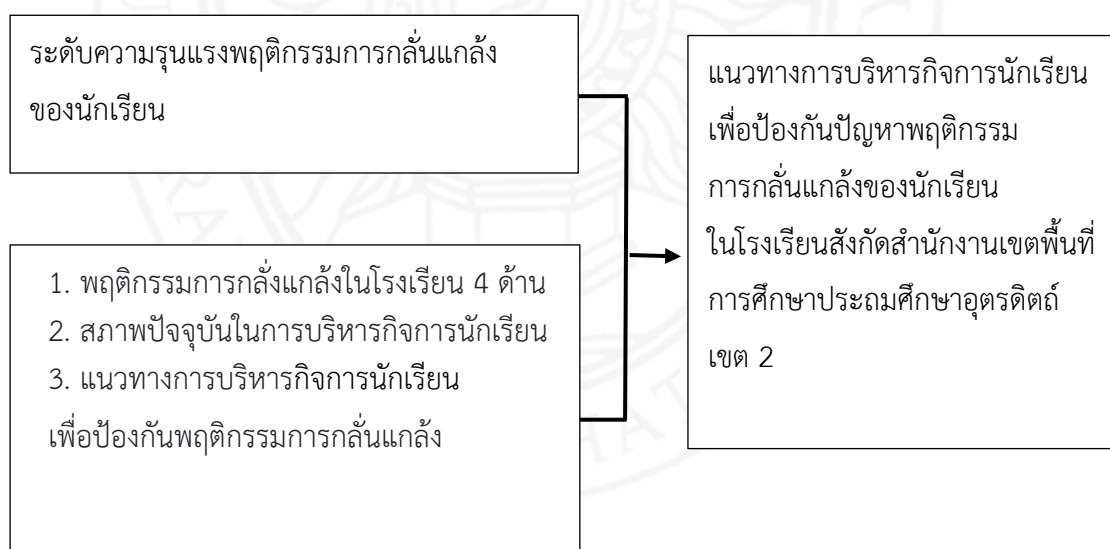 ระดับความรุนแรงพฤติกรรมการกลั่นแกล้ง
ของนักเรียน
1. พฤติกรรมการกลั่งแกล้งในโรงเรียน 4 ด้าน
2. สภาพปัจจุบันในการบริหารกิจการนักเรียน
3. แนวทางการบริหารกิจการนักเรียน
เพื่อป้องกันพฤติกรรมการกลั่นแกล้ง
แนวทางการบริหารกิจการนักเรียน
เพื่อป้องกันปัญหาพฤติกรรม
การกลั่นแกล้งของนักเรียน
ในโรงเรียนสังกัดสำนักงานเขตพื้นที่
การศึกษาประถมศึกษาอุตรดิตถ์
เขต 2